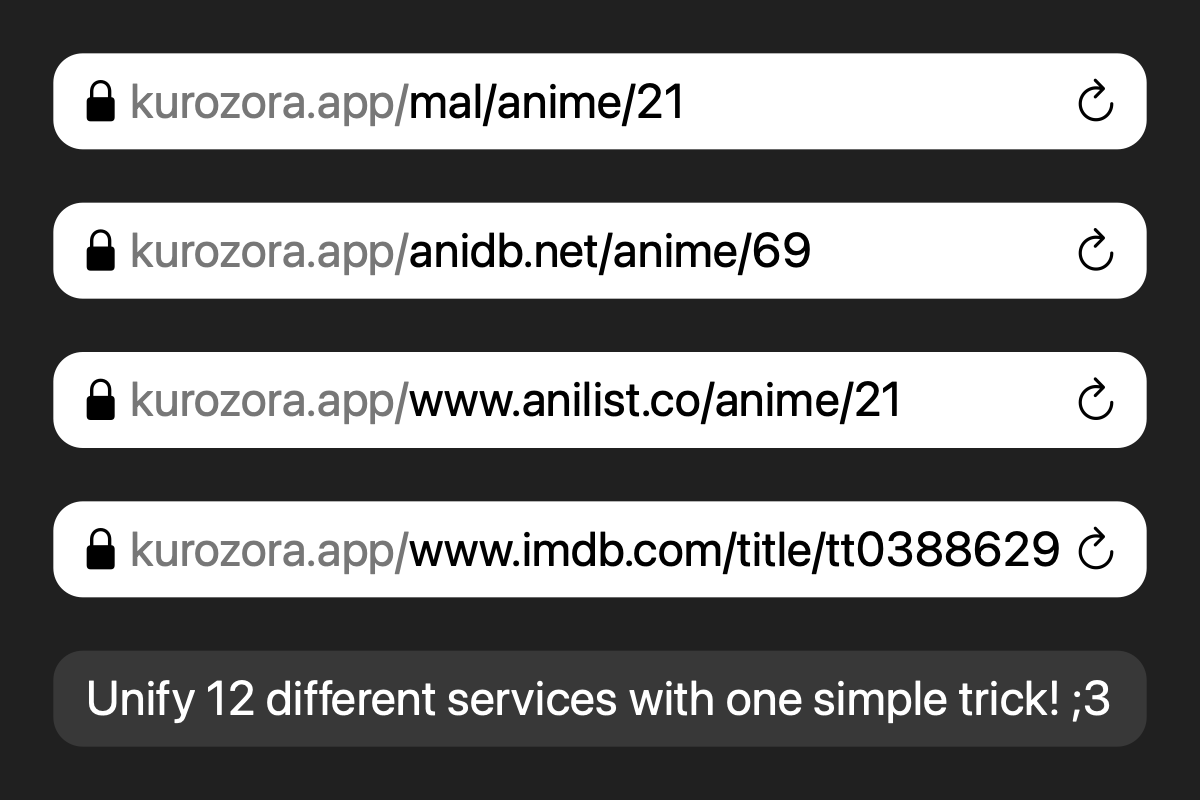 kurozora.app/mal/anime/21
kurozora.app/anidb.net/anime/69
kurozora.app/www.anilist.co/anime/21
kurozora.app/www.imdb.com/title/tt0388629
Unify 12 different services with one simple trick! ;3